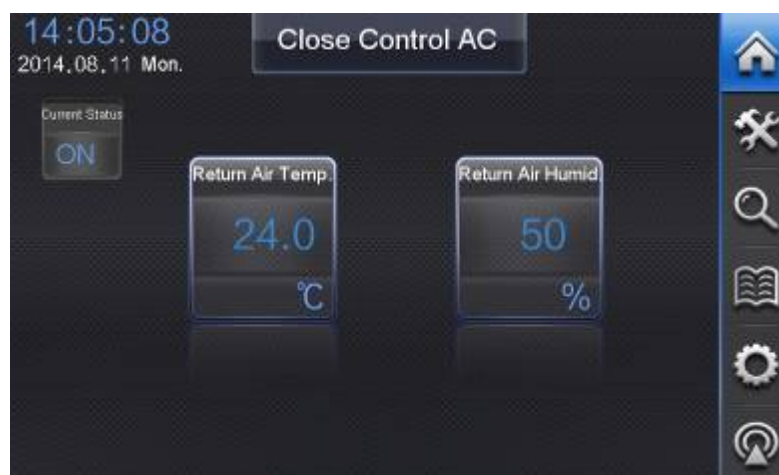 14:05:08
Close Control AC
2014.08.11 Mon.
Current Status
ON
Return Air Temp.
24.0
℃
Return Air Humid
50
%